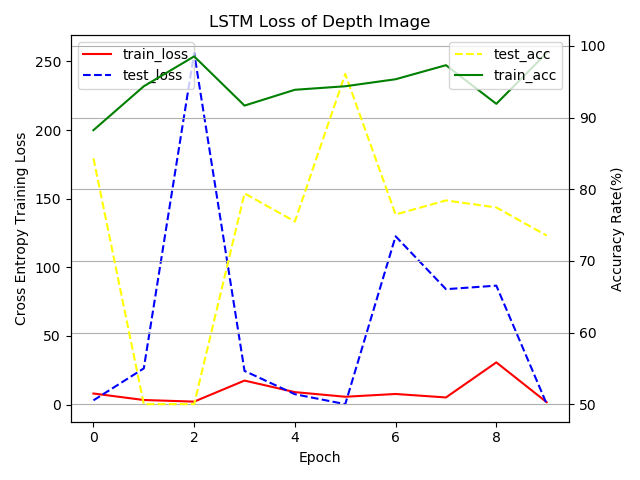 LSTM Loss of Depth Image
train_loss
test_loss
test_acc
train_acc
250
200
150
100
50
0
Cross Entropy Training Loss
100
90
80
70
60
50
Accuracy Rate(%)
0 2 4 6 8
Epoch